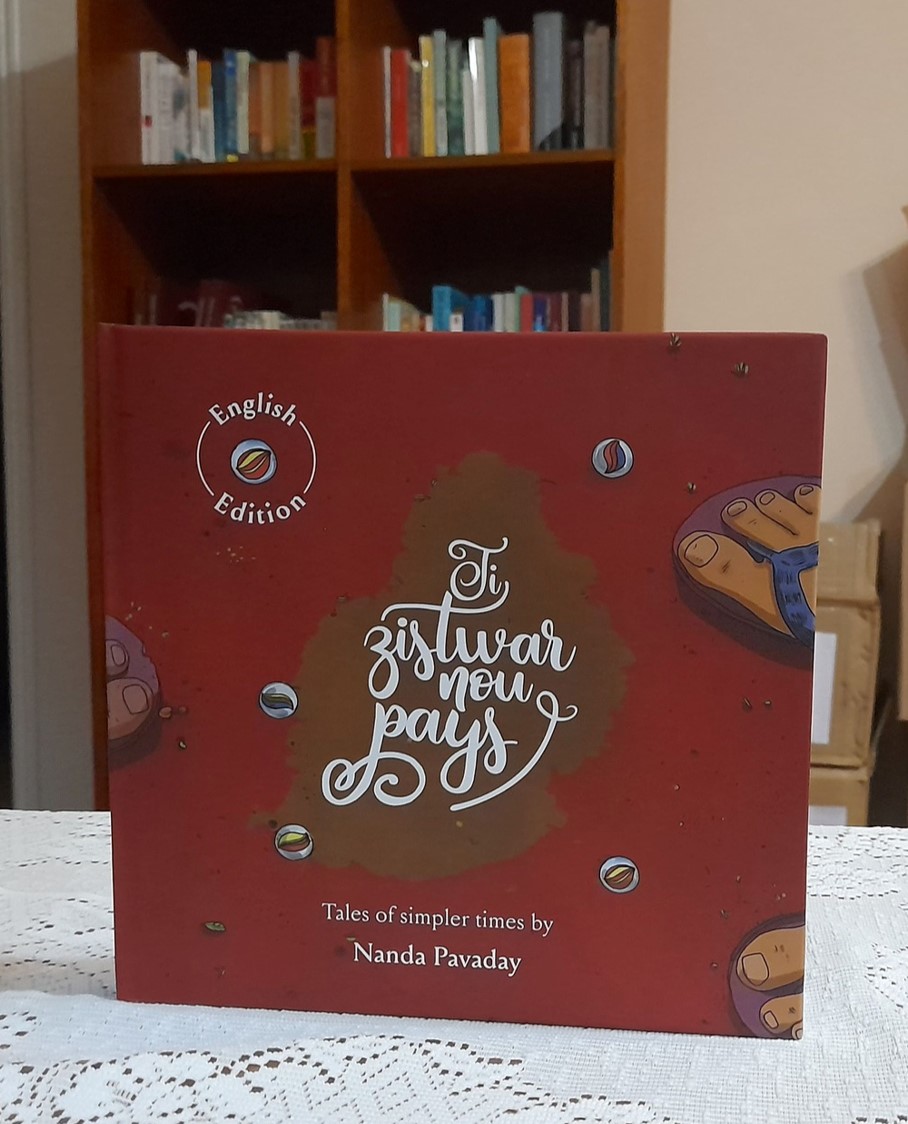 English
Edition
Ti
zistwar
nou
pays
Tales of simpler times by
Nanda Pavaday